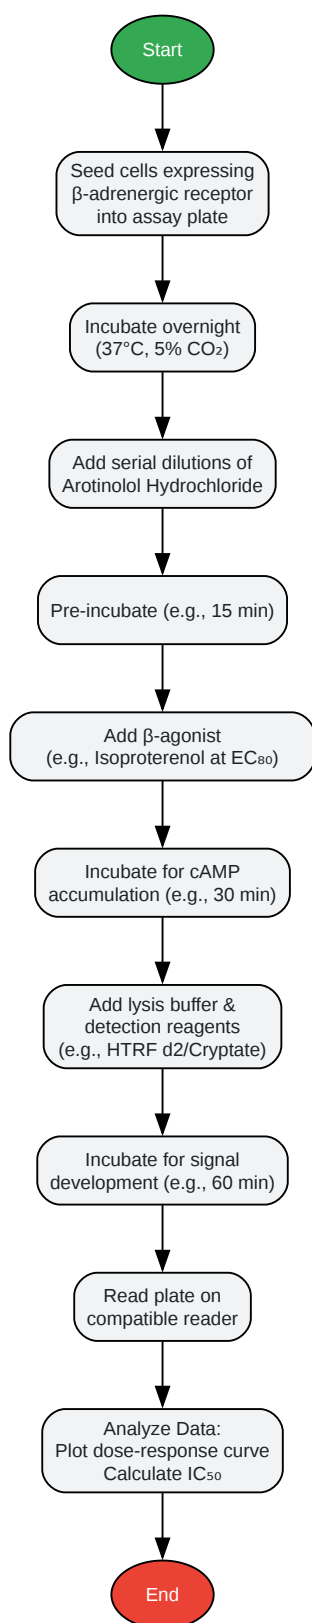 Start
Seed cells expressing
β-adrenergic receptor
into assay plate
Incubate overnight
(37°C, 5% CO₂)
Add serial dilutions of
Arotinolol Hydrochloride
Pre-incubate (e.g., 15 min)
Add β-agonist
(e.g., Isoproterenol at EC₈₀)
Incubate for cAMP
accumulation (e.g., 30 min)
Add lysis buffer &
detection reagents
(e.g., HTRF d2/Cryptate)
Incubate for signal
development (e.g., 60 min)
Read plate on
compatible reader
Analyze Data:
Plot dose-response curve
Calculate IC₅₀
End